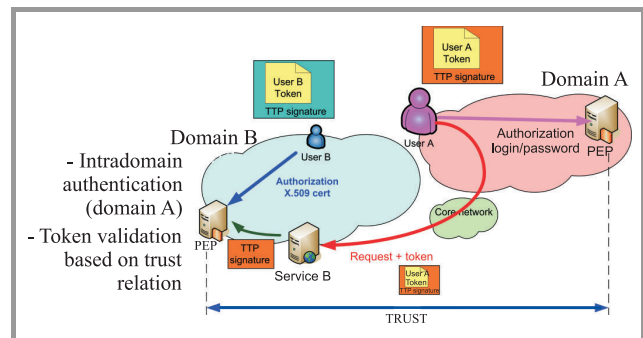 User B
Token
TTP signature
User A
Token
TTP signature
Domain A
User A
Authorization
login/password
PEP
Domain B
User B
- Intradomain
authentication
(domain A)
- Token validation
based on trust
relation
Authorization
X.509 cert
PEP
TTP
signature
Service B
Core network
Request + token
User A
Token
TTP signature
TRUST